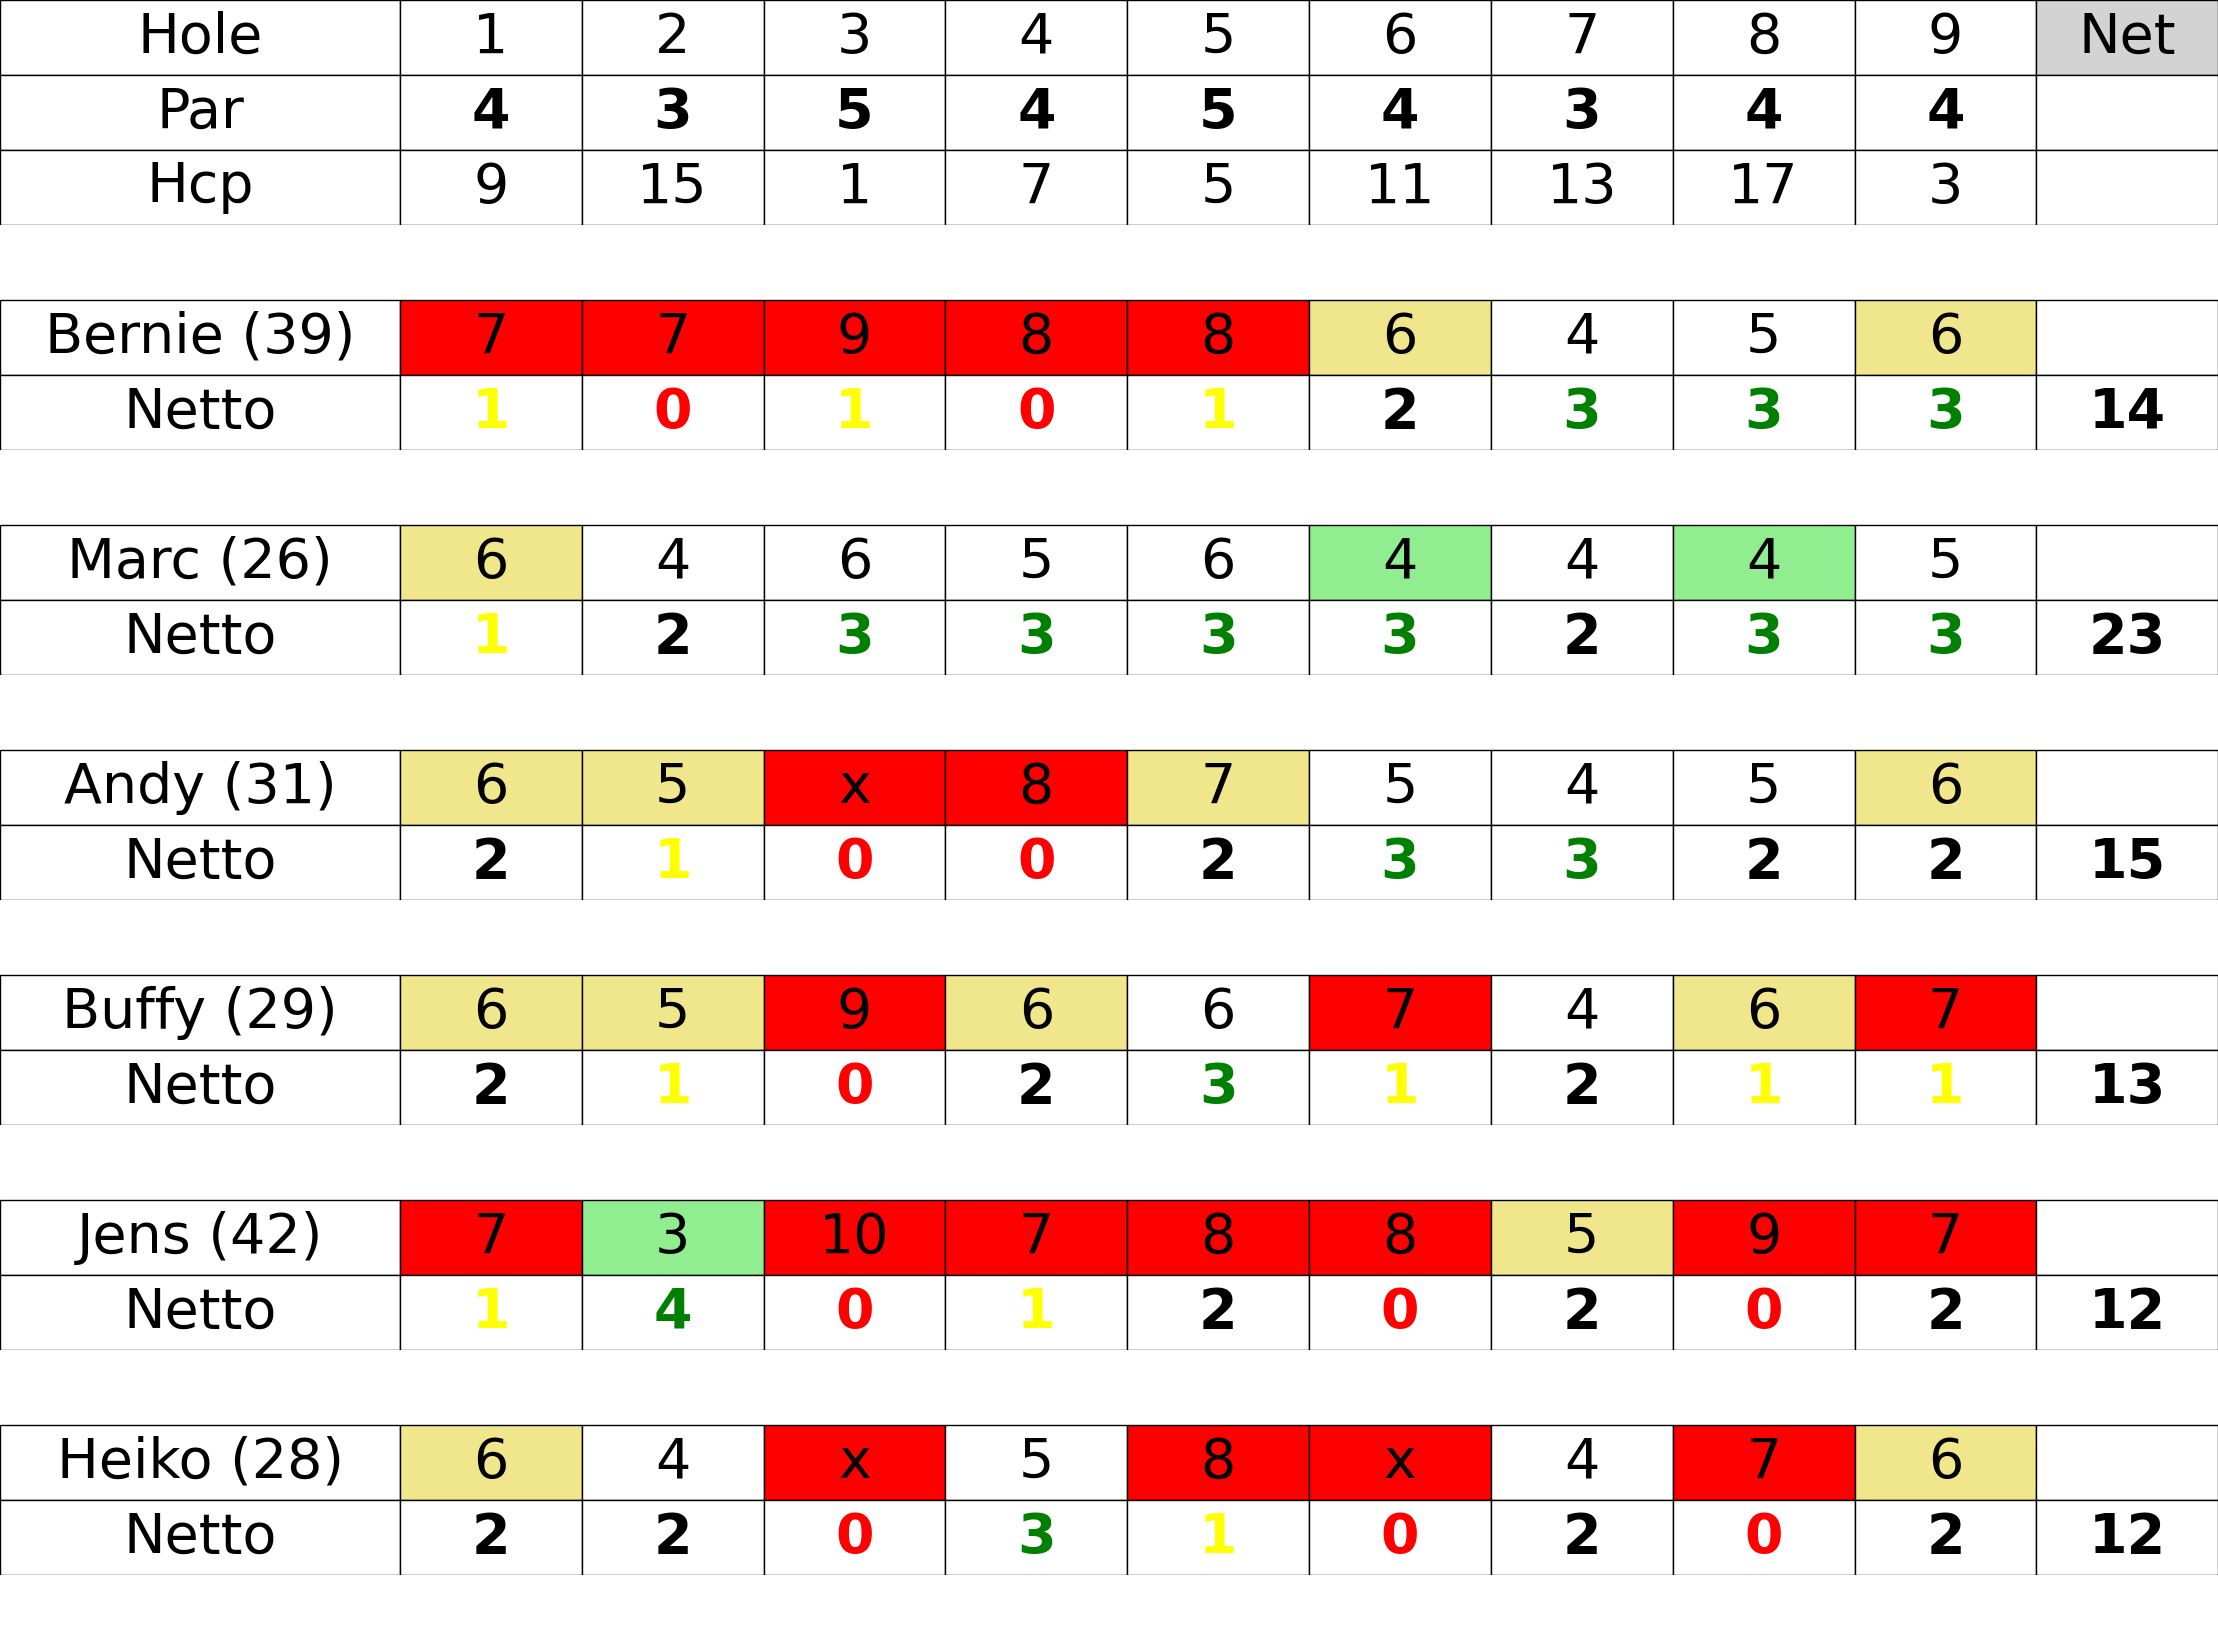 Hole 1 2 3 4 5 6 7 8 9 Net
Par 4 3 5 4 5 4 3 4 4
Hcp 9 15 1 7 5 11 13 17 3
Bernie (39) 7 7 9 8 8 6 4 5 6
Netto 1 0 1 0 1 2 3 3 3 14
Marc (26) 6 4 6 5 6 4 4 4 5
Netto 1 2 3 3 3 3 2 3 3 23
Andy (31) 6 5 x 8 7 5 4 5 6
Netto 2 1 0 0 2 3 3 2 2 15
Buffy (29) 6 5 9 6 6 7 4 6 7
Netto 2 1 0 2 3 1 2 1 1 13
Jens (42) 7 3 10 7 8 8 5 9 7
Netto 1 4 0 1 2 0 2 0 2 12
Heiko (28) 6 4 x 5 8 x 4 7 6
Netto 2 2 0 3 1 0 2 0 2 12